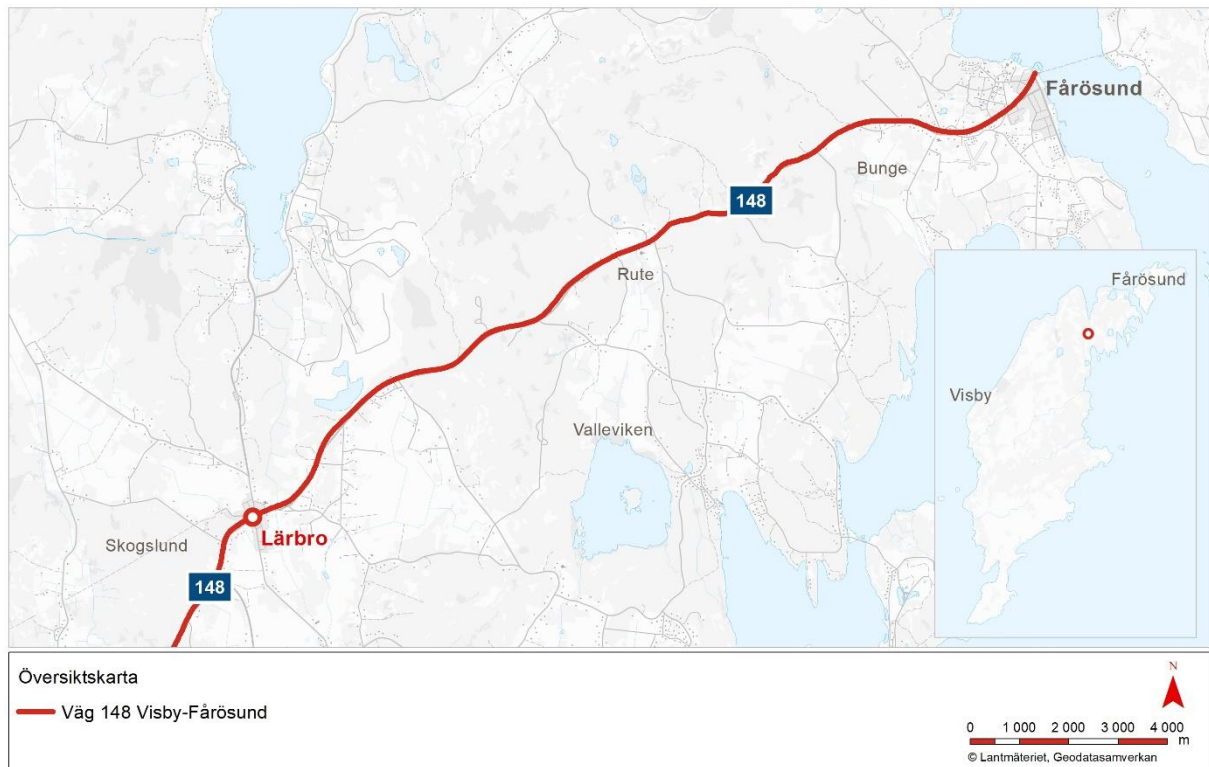 Fårösund
Bunge
148
Rute
Fårösund
Visby
Valleviken
Lärbro
Skogslund
148
Översiktskarta
Väg 148 Visby-Fårösund
N
0 1 000 2 000 3 000 4 000
m
© Lantmäteriet, Geodatasamverkan